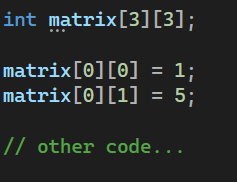 int matrix[3][3];
matrix[0][0] = 1;
matrix[0][1] = 5;
// other code...